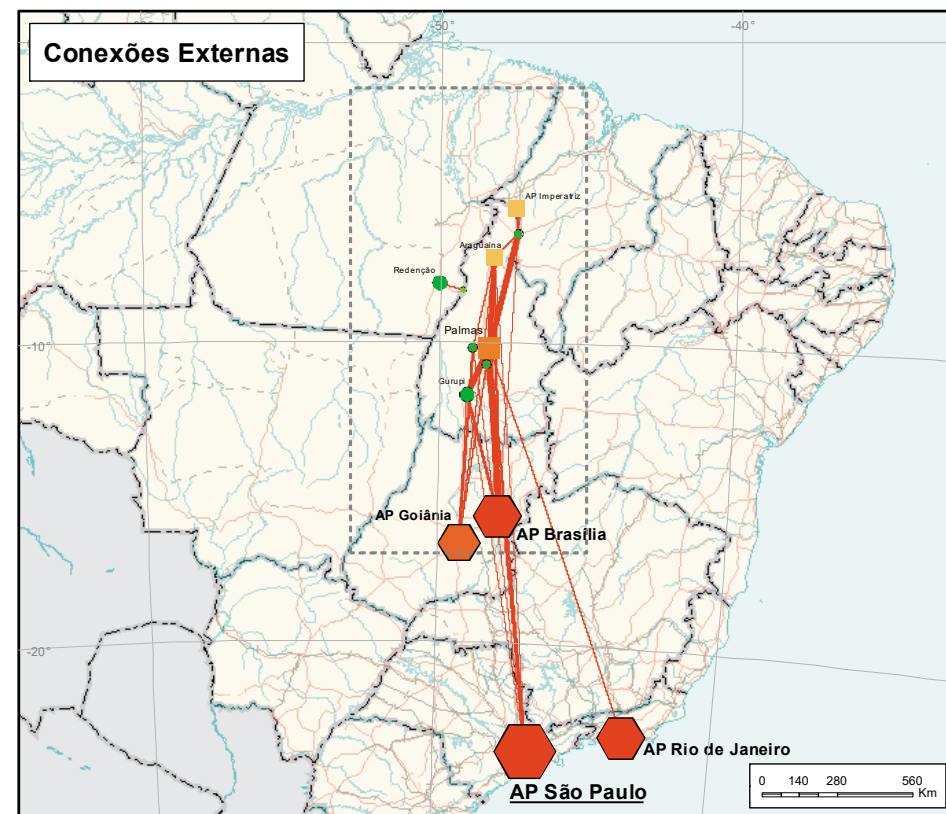 Conexões Externas
-50°
-40°
AP Imperatriz
Araguaína
Redenção
Palmas
-10°
Gurupi
AP Goiânia
AP Brasília
-20°
AP Rio de Janeiro
AP São Paulo
0 140 280 560
Km